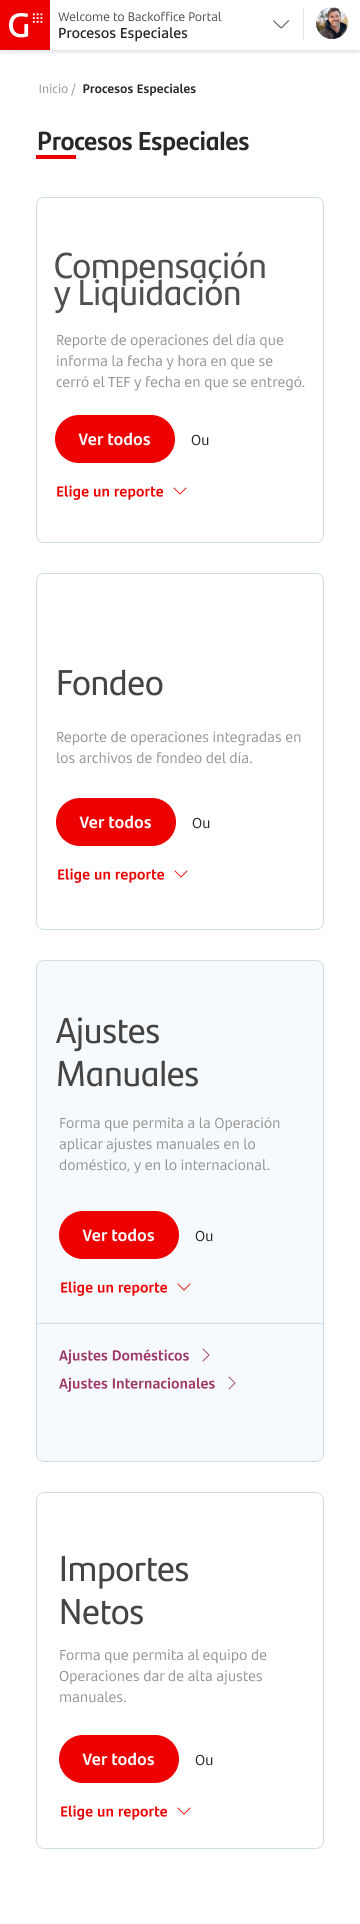 G
Welcome to Backoffice Portal
Procesos Especiales
Inicio / Procesos Especiales
Procesos Especiales
Compensación
y Liquidación
Reporte de operaciones del día que
informa la fecha y hora en que se
cerró el TEF y fecha en que se entregó.
Ver todos Ou
Elige un reporte
Fondeo
Reporte de operaciones integradas en
los archivos de fondeo del día.
Ver todos Ou
Elige un reporte
Ajustes
Manuales
Forma que permita a la Operación
aplicar ajustes manuales en lo
doméstico, y en lo internacional.
Ver todos Ou
Elige un reporte
Ajustes Domésticos
Ajustes Internacionales
Importes
Netos
Forma que permita al equipo de
Operaciones dar de alta ajustes
manuales.
Ver todos Ou
Elige un reporte